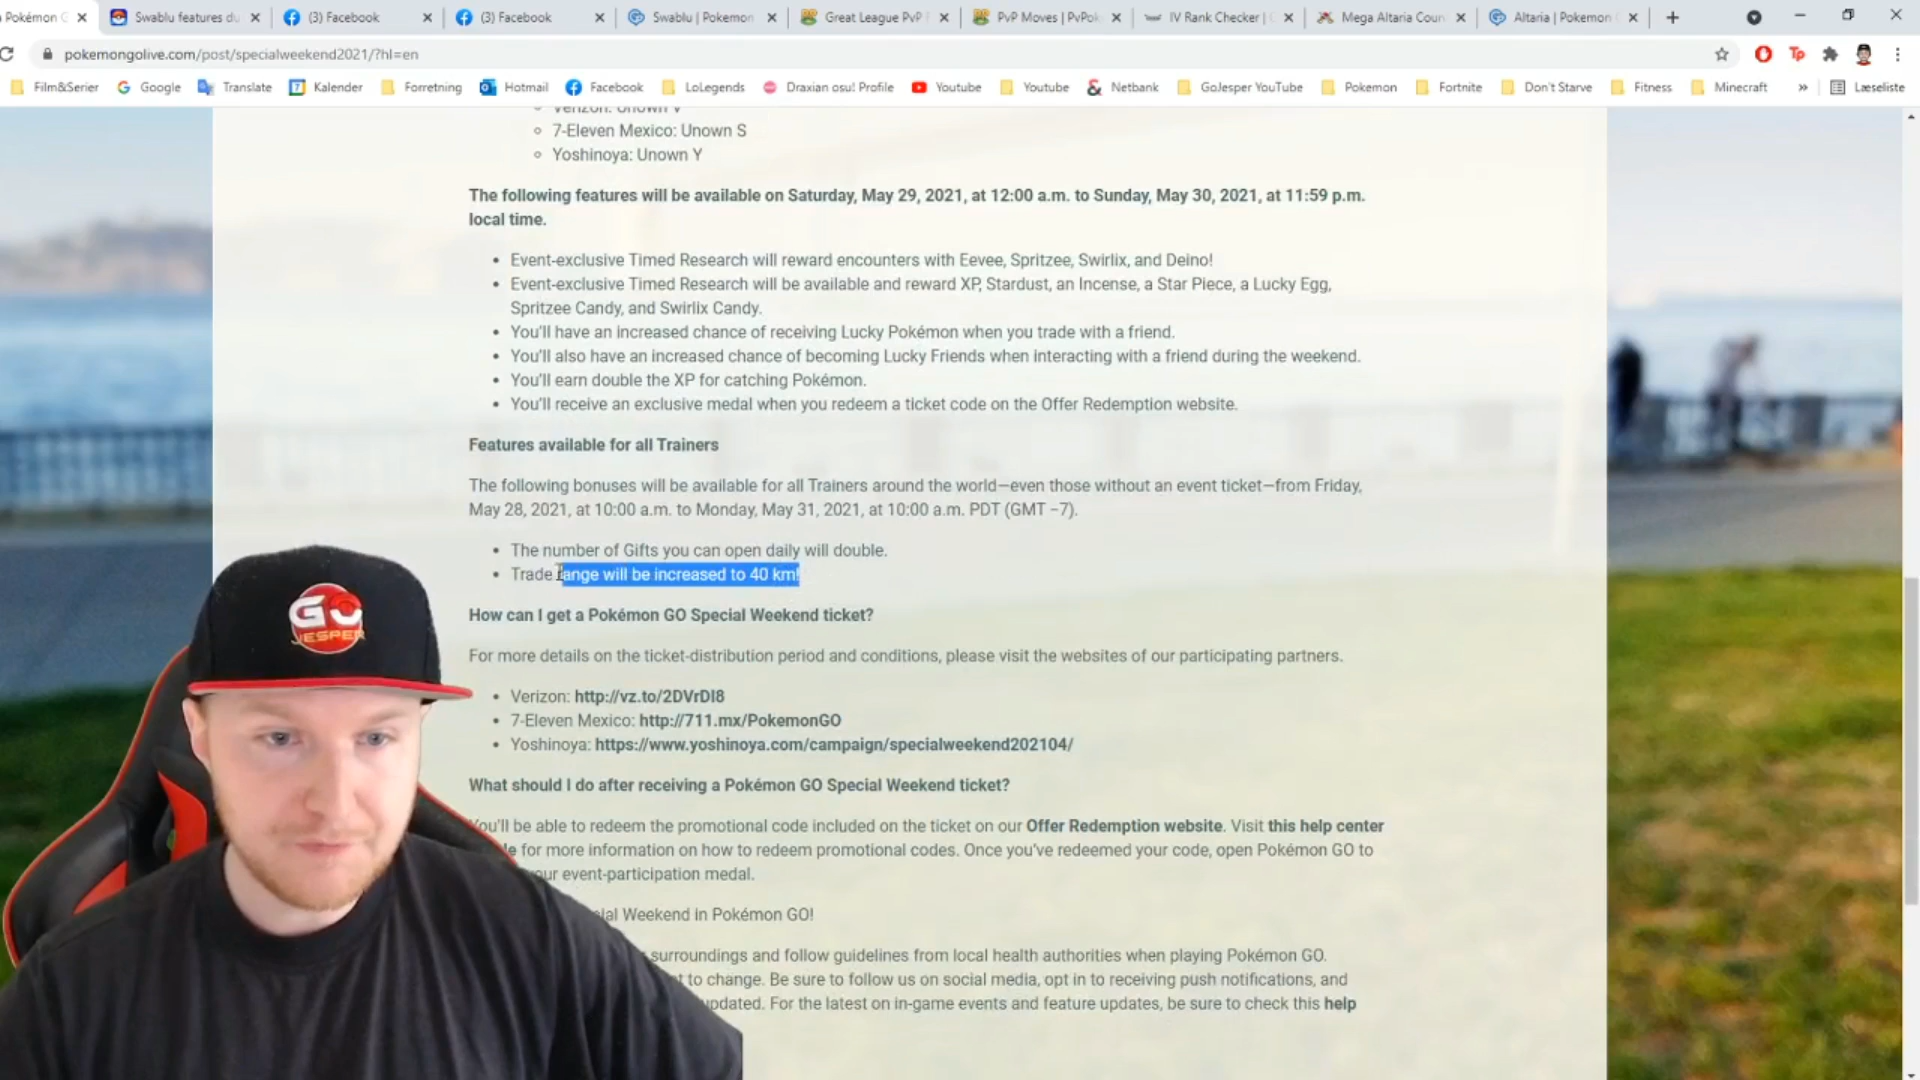 Pokémon G
Swablu features du
(3) Facebook
(3) Facebook
Swablu | Pokemon
Great League PvP
PvP Moves | PvPok
IV Rank Checker |
Mega Altaria Coun
Altaria | Pokemon
pokemongolive.com/post/specialweekend2021/?hl=en
Film&Serier Google Translate Kalender Forretning Hotmail Facebook LoLegends Draxian osu! Profile Youtube Youtube Netbank GoJesper YouTube Pokemon Fortnite Don't Starve Fitness Minecraft » Læseliste
Verizon: Unown V
7-Eleven Mexico: Unown S
Yoshinoya: Unown Y
The following features will be available on Saturday, May 29, 2021, at 12:00 a.m. to Sunday, May 30, 2021, at 11:59 p.m.
local time.
Event-exclusive Timed Research will reward encounters with Eevee, Spritzee, Swirlix, and Deino!
Event-exclusive Timed Research will be available and reward XP, Stardust, an Incense, a Star Piece, a Lucky Egg,
Spritzee Candy, and Swirlix Candy.
You'll have an increased chance of receiving Lucky Pokémon when you trade with a friend.
You'll also have an increased chance of becoming Lucky Friends when interacting with a friend during the weekend.
You'll earn double the XP for catching Pokémon.
You'll receive an exclusive medal when you redeem a ticket code on the Offer Redemption website.
Features available for all Trainers
The following bonuses will be available for all Trainers around the world—even those without an event ticket—from Friday,
May 28, 2021, at 10:00 a.m. to Monday, May 31, 2021, at 10:00 a.m. PDT (GMT −7).
The number of Gifts you can open daily will double.
Trade range will be increased to 40 km!
How can I get a Pokémon GO Special Weekend ticket?
For more details on the ticket-distribution period and conditions, please visit the websites of our participating partners.
Verizon: http://vz.to/2DVrDI8
7-Eleven Mexico: http://711.mx/PokemonGO
Yoshinoya: https://www.yoshinoya.com/campaign/specialweekend202104/
What should I do after receiving a Pokémon GO Special Weekend ticket?
You'll be able to redeem the promotional code included on the ticket on our Offer Redemption website. Visit this help center
le for more information on how to redeem promotional codes. Once you've redeemed your code, open Pokémon GO to
our event-participation medal.
ial Weekend in Pokémon GO!
surroundings and follow guidelines from local health authorities when playing Pokémon GO.
t to change. Be sure to follow us on social media, opt in to receiving push notifications, and
updated. For the latest on in-game events and feature updates, be sure to check this help
GO
JESPER